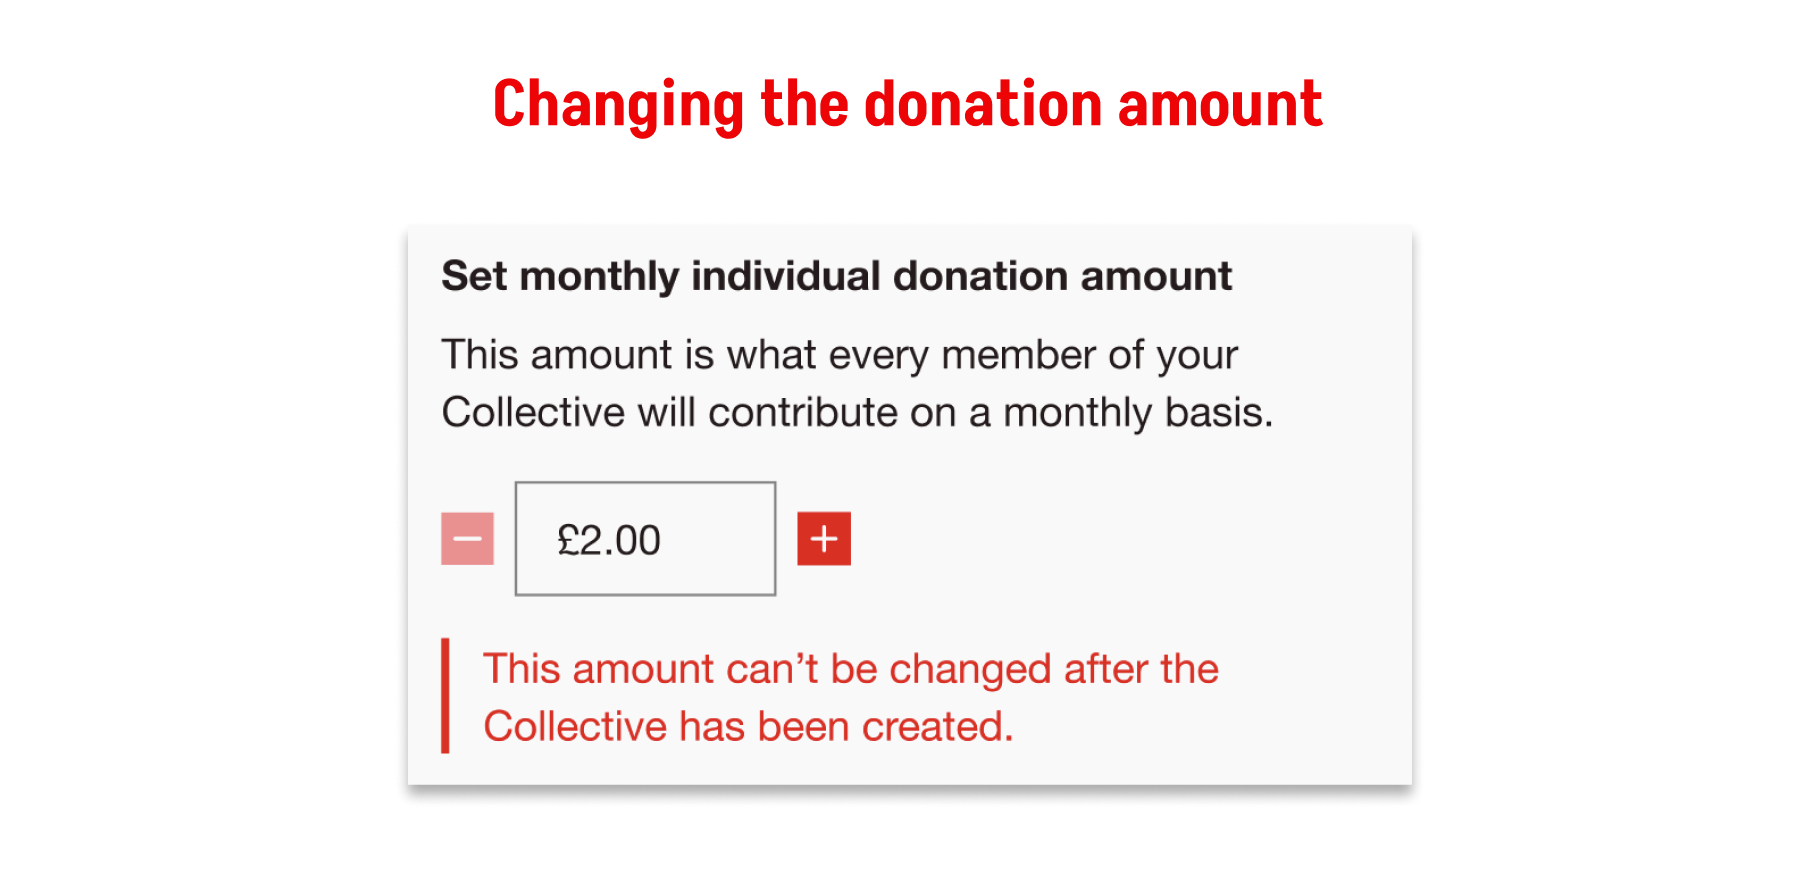 Changing the donation amount
Set monthly individual donation amount
This amount is what every member of your
Collective will contribute on a monthly basis.
− £2.00 +
This amount can’t be changed after the
Collective has been created.